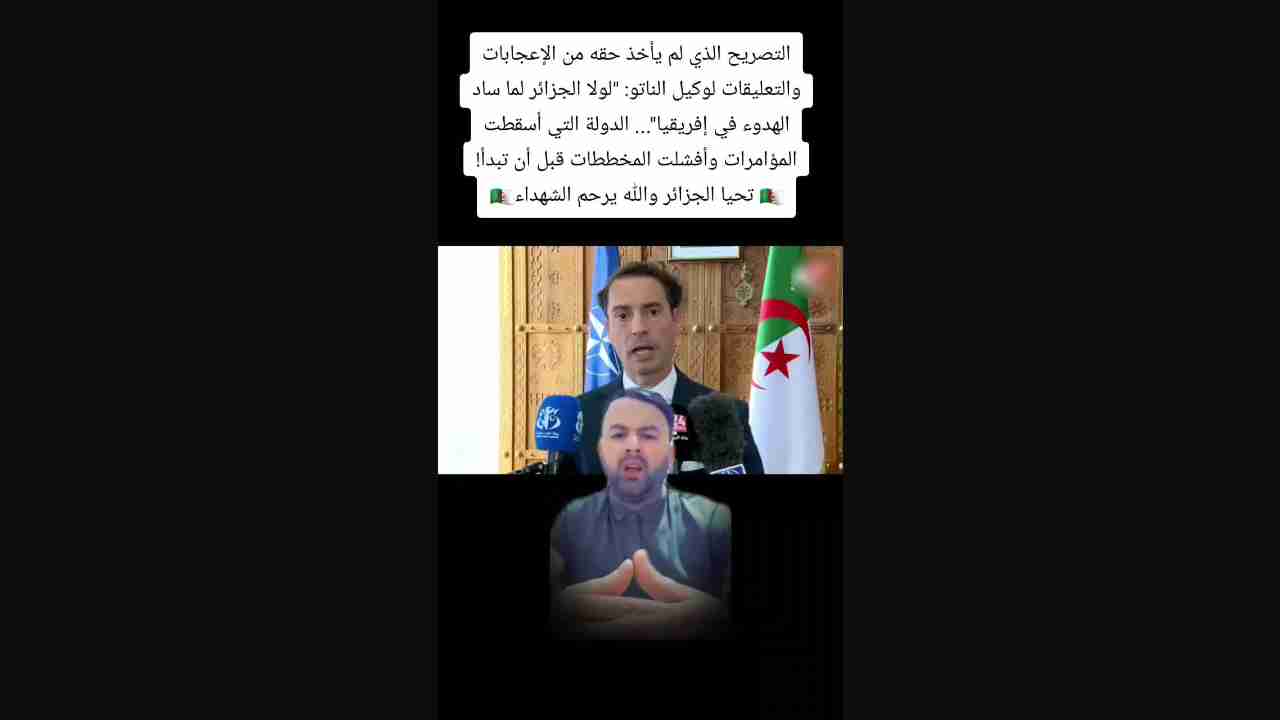 التصريح الذي لم يأخذ حقه من الإعجابات
والتعليقات لوكيل الناتو: "لولا الجزائر لما ساد
الهدوء في إفريقيا"... الدولة التي أسقطت
المؤامرات وأفشلت المخططات قبل أن تبدأ!
🇩🇿 تحيا الجزائر والله يرحم الشهداء 🇩🇿